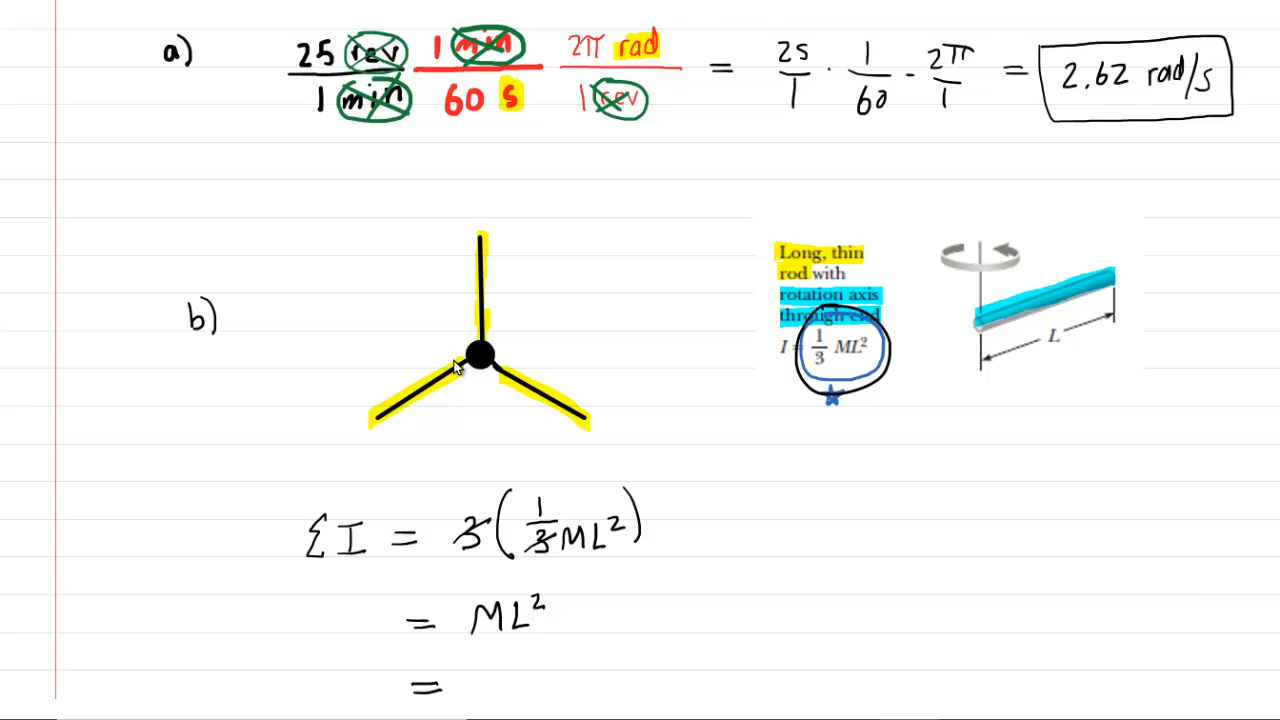 a) 25 rev / 1 min 1 min / 60 s 2π rad / 1 rev = 25/1 · 1/60 - 2π/1 = 2.62 rad/s
b)
Long, thin
rod with
rotation axis
through end
I = 1/3 ML²
L
ΣI = 3(1/3 ML²)
= ML²
=